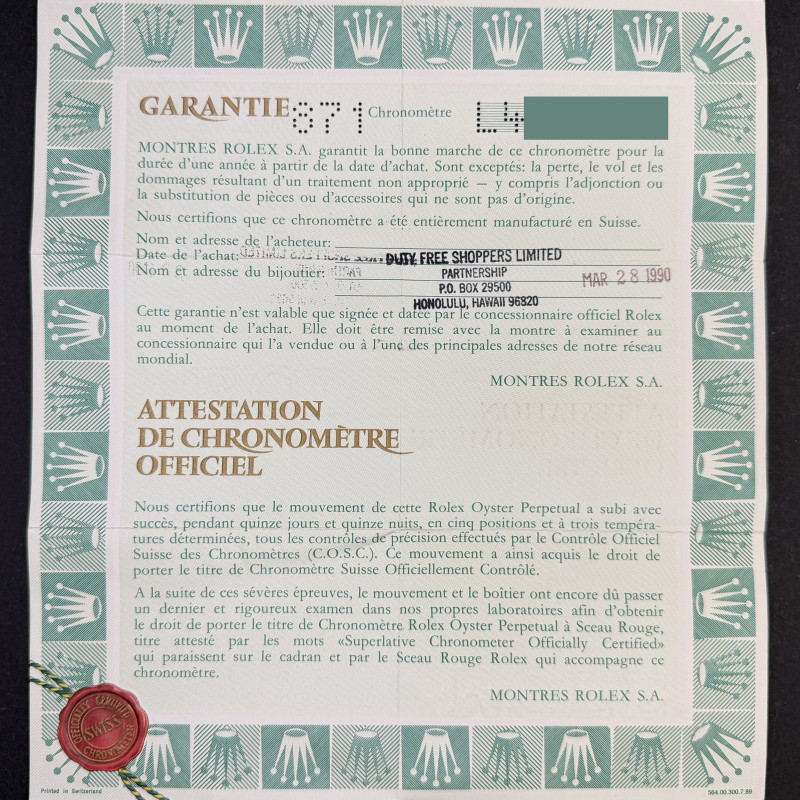 GARANTIE 871 Chronomètre L4
MONTRES ROLEX S.A. garantit la bonne marche de ce chronomètre pour la
durée d'une année à partir de la date d'achat. Sont exceptés: la perte, le vol et les
dommages résultant d'un traitement non approprié — y compris l'adjonction ou
la substitution de pièces ou d'accessoires qui ne sont pas d'origine.
Nous certifions que ce chronomètre a été entièrement manufacturé en Suisse.
Nom et adresse de l'acheteur:
Date de l'achat: DUTY FREE SHOPPERS LIMITED
Nom et adresse du bijoutier: PARTNERSHIP MAR 28 1990
P.O. BOX 29500
HONOLULU, HAWAII 96820
Cette garantie n'est valable que signée et datée par le concessionnaire officiel Rolex
au moment de l'achat. Elle doit être remise avec la montre à examiner au
concessionnaire qui l'a vendue ou à l'une des principales adresses de notre réseau
mondial.
MONTRES ROLEX S.A.
ATTESTATION
DE CHRONOMÈTRE
OFFICIEL
Nous certifions que le mouvement de cette Rolex Oyster Perpetual a subi avec
succès, pendant quinze jours et quinze nuits, en cinq positions et à trois tempéra-
tures déterminées, tous les contrôles de précision effectués par le Contrôle Officiel
Suisse des Chronomètres (C.O.S.C.). Ce mouvement a ainsi acquis le droit de
porter le titre de Chronomètre Suisse Officiellement Contrôlé.
A la suite de ces sévères épreuves, le mouvement et le boîtier ont encore dû passer
un dernier et rigoureux examen dans nos propres laboratoires afin d'obtenir
le droit de porter le titre de Chronomètre Rolex Oyster Perpetual à Sceau Rouge,
titre attesté par les mots «Superlative Chronometer Officially Certified»
qui paraissent sur le cadran et par le Sceau Rouge Rolex qui accompagne ce
chronomètre.
MONTRES ROLEX S.A.
OFFICIALLY CERTIFIED
SWISS
CHRONOMETER
Printed in Switzerland
564.00.300.7.89